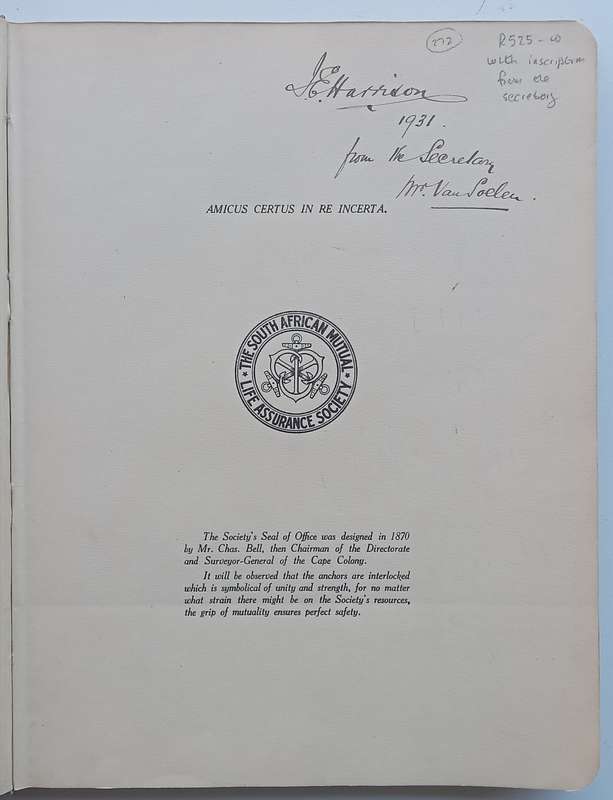 272
R525-00
with inscription
from the
secretary
J.E. Harrison
1931.
from the Secretary
Mr. Van Soelen.
AMICUS CERTUS IN RE INCERTA.
THE SOUTH AFRICAN MUTUAL
LIFE ASSURANCE SOCIETY
The Society's Seal of Office was designed in 1870
by Mr. Chas. Bell, then Chairman of the Directorate
and Surveyor-General of the Cape Colony.
It will be observed that the anchors are interlocked
which is symbolical of unity and strength, for no matter
what strain there might be on the Society's resources,
the grip of mutuality ensures perfect safety.